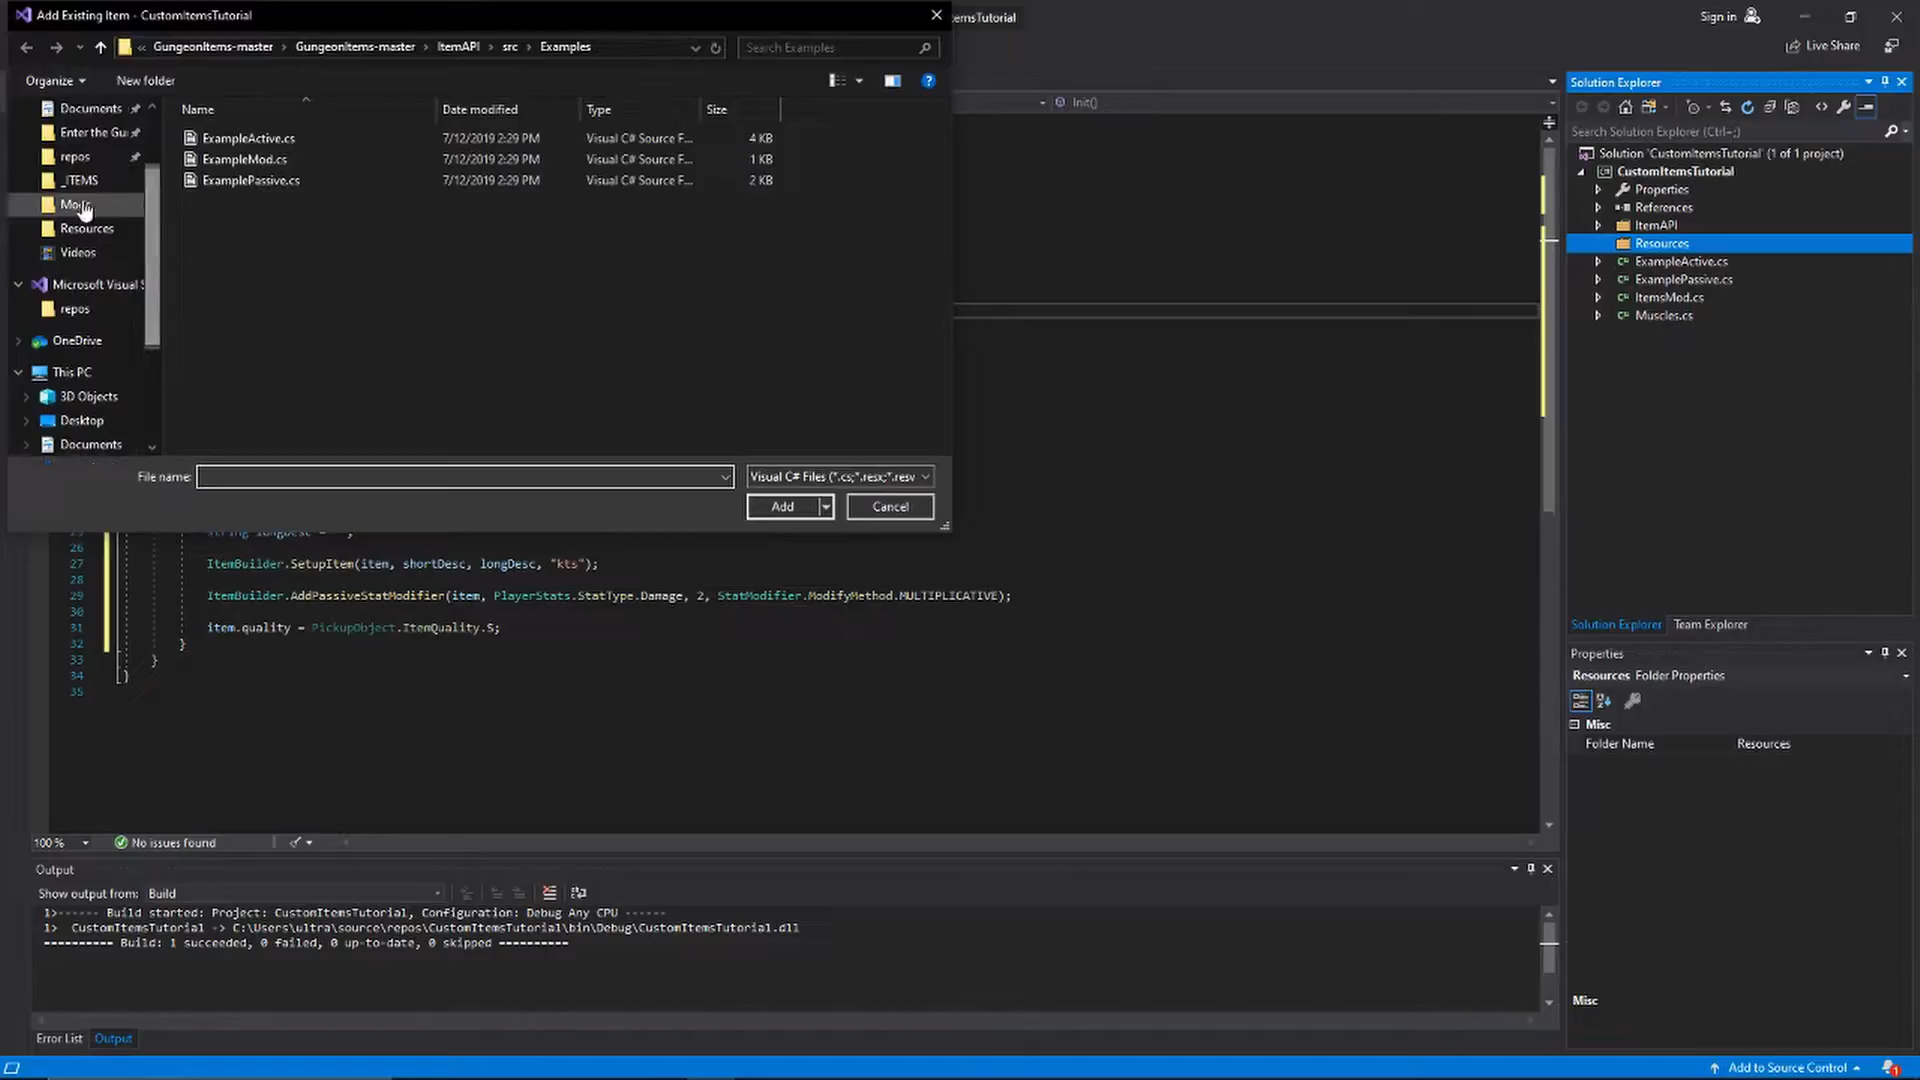 Add Existing Item - CustomItemsTutorial
Sign in
Live Share
« GungeonItems-master › GungeonItems-master › ItemAPI › src › Examples
Search Examples
Organize
New folder
Documents
Enter the Gu
repos
_ITEMS
Resources
Videos
Microsoft Visual S
repos
OneDrive
This PC
3D Objects
Desktop
Documents
Name Date modified Type Size
ExampleActive.cs 7/12/2019 2:29 PM Visual C# Source F... 4 KB
ExampleMod.cs 7/12/2019 2:29 PM Visual C# Source F... 1 KB
ExamplePassive.cs 7/12/2019 2:29 PM Visual C# Source F... 2 KB
File name:
Visual C# Files (*.cs;*.resx;*.resv
Add
Cancel
Init()
26
27 ItemBuilder.SetupItem(item, shortDesc, longDesc, "kts");
28
29 ItemBuilder.AddPassiveStatModifier(item, PlayerStats.StatType.Damage, 2, StatModifier.ModifyMethod.MULTIPLICATIVE);
30
31 item.quality = PickupObject.ItemQuality.S;
32 }
33 }
34 }
35
100 %
No issues found
Output
Show output from: Build
1>------ Build started: Project: CustomItemsTutorial, Configuration: Debug Any CPU ------
1> CustomItemsTutorial -> C:\Users\ultra\source\repos\CustomItemsTutorial\bin\Debug\CustomItemsTutorial.dll
========== Build: 1 succeeded, 0 failed, 0 up-to-date, 0 skipped ==========
Error List
Output
Solution Explorer
Search Solution Explorer (Ctrl+;)
Solution 'CustomItemsTutorial' (1 of 1 project)
CustomItemsTutorial
Properties
References
ItemAPI
Resources
ExampleActive.cs
ExamplePassive.cs
ItemsMod.cs
Muscles.cs
Solution Explorer
Team Explorer
Properties
Resources Folder Properties
Misc
Folder Name Resources
Misc
Add to Source Control
1